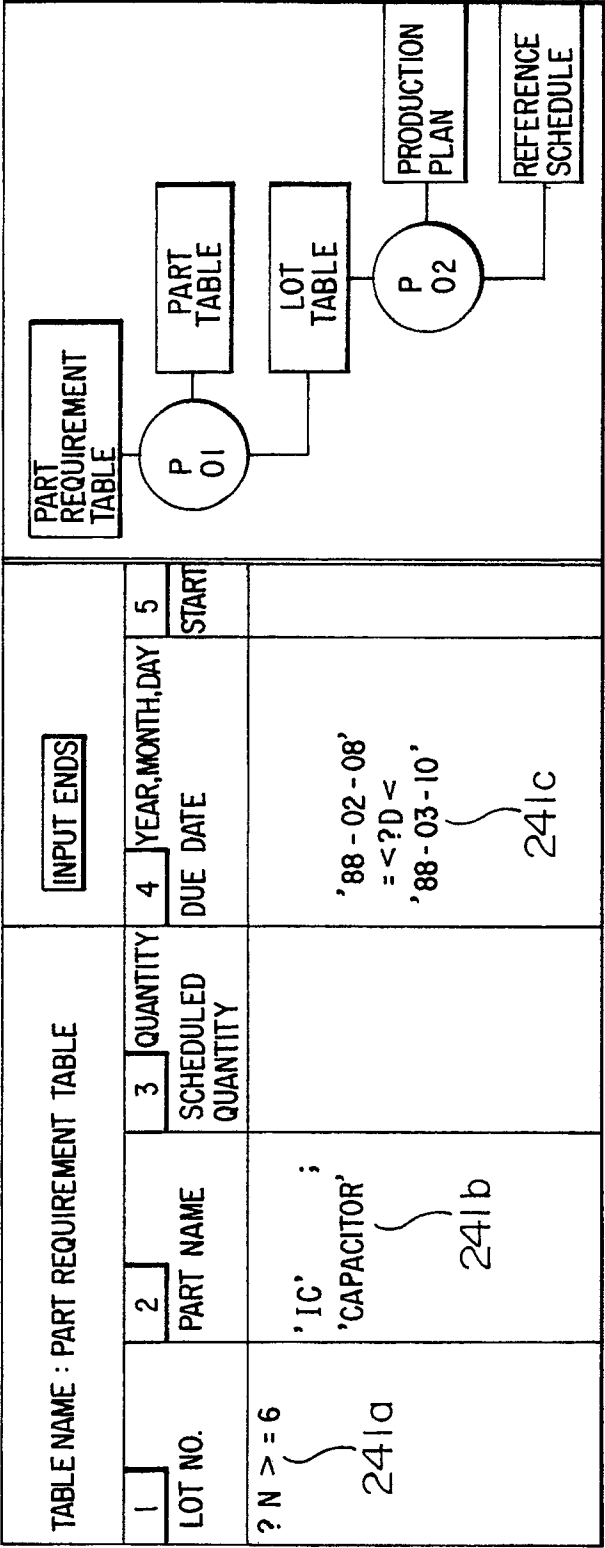 TABLE NAME : PART REQUIREMENT TABLE
INPUT ENDS
1
2
3 QUANTITY
4 YEAR,MONTH,DAY
5
LOT NO.
PART NAME
SCHEDULED
QUANTITY
DUE DATE
START
? N > = 6
241a
'IC' ;
'CAPACITOR'
241b
'88-02-08'
=<?D<
'88-03-10'
241c
PART
REQUIREMENT
TABLE
P
01
PART
TABLE
LOT
TABLE
P
02
PRODUCTION
PLAN
REFERENCE
SCHEDULE